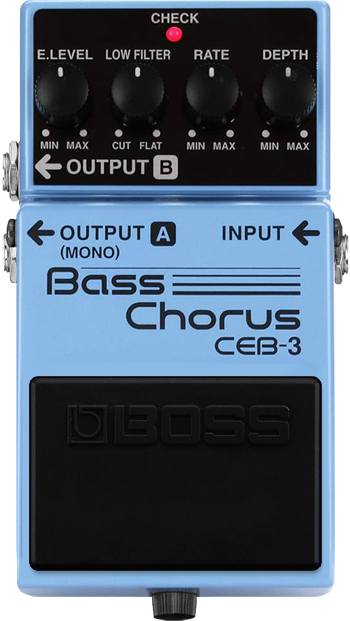 CHECK
E.LEVEL LOW FILTER RATE DEPTH
MIN MAX CUT FLAT MIN MAX MIN MAX
OUTPUT B
OUTPUT A INPUT
(MONO)
Bass
Chorus
CEB-3
BOSS